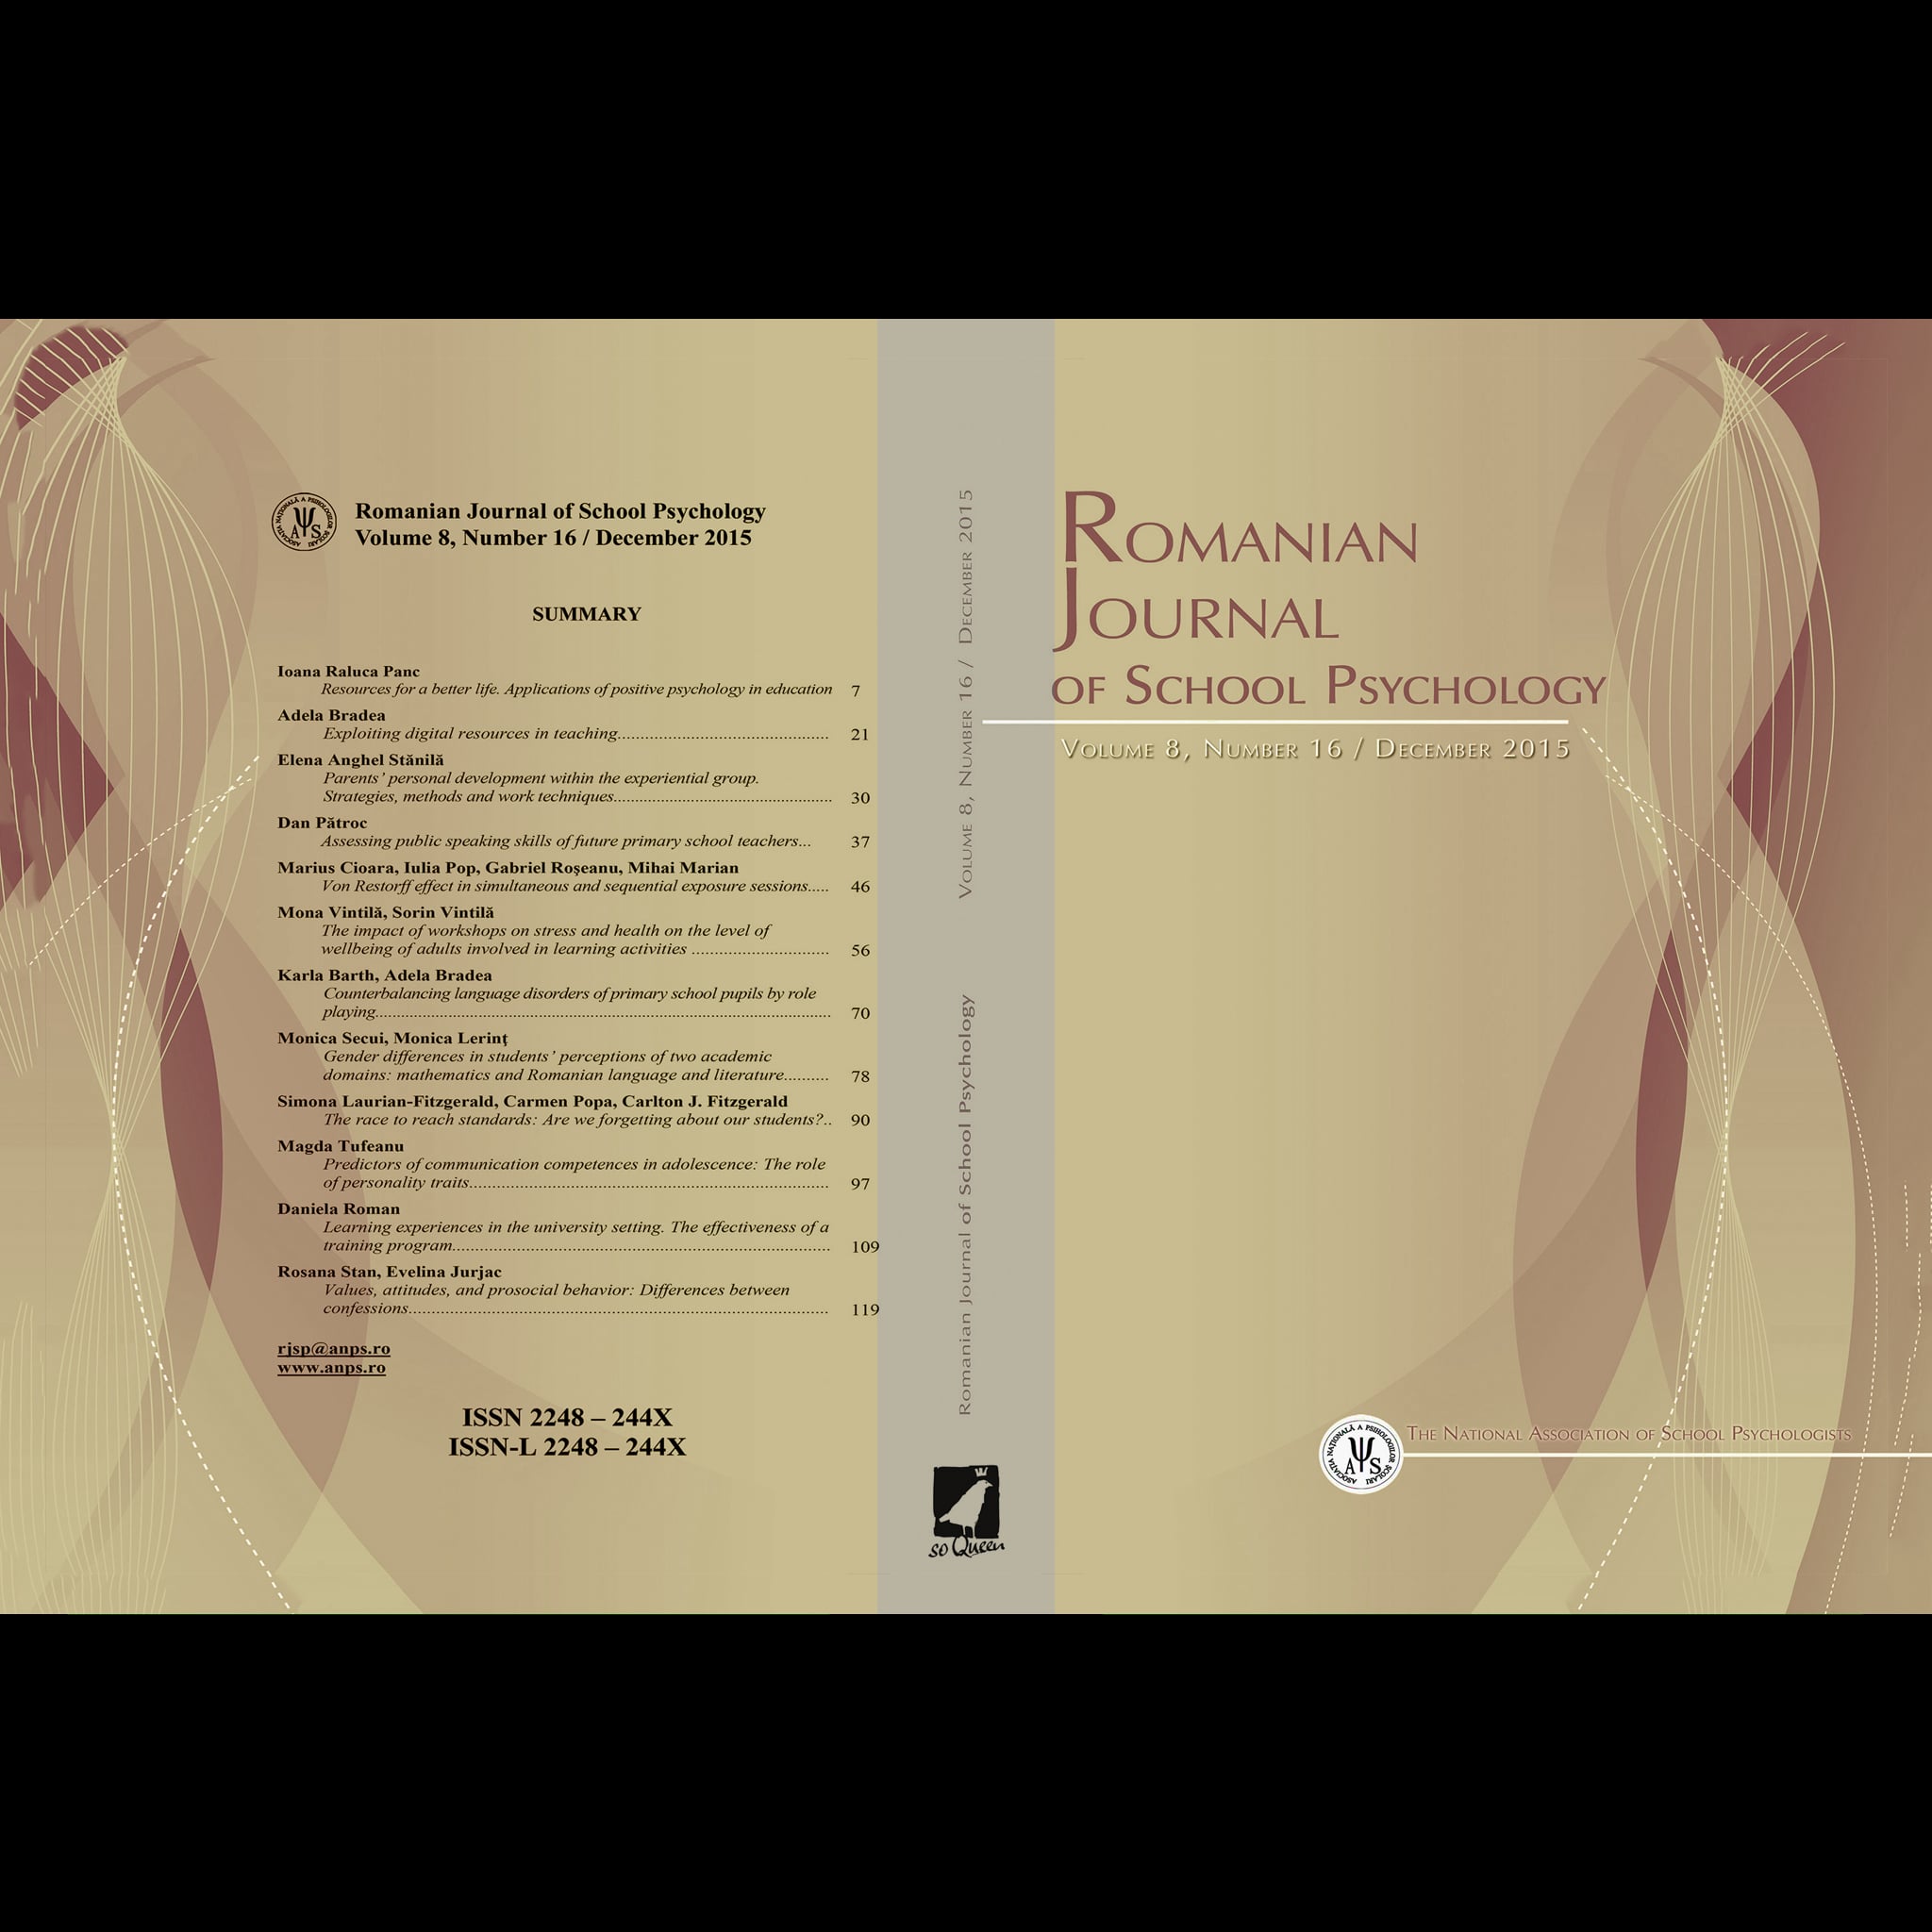 ASOCIAȚIA NAȚIONALĂ A PSIHOLOGILOR ȘCOLARI
AΨS
Romanian Journal of School Psychology
Volume 8, Number 16 / December 2015
SUMMARY
Ioana Raluca Panc
Resources for a better life. Applications of positive psychology in education 7
Adela Bradea
Exploiting digital resources in teaching.......................................... 21
Elena Anghel Stănilă
Parents' personal development within the experiential group.
Strategies, methods and work techniques........................................... 30
Dan Pătroc
Assessing public speaking skills of future primary school teachers... 37
Marius Cioara, Iulia Pop, Gabriel Roşeanu, Mihai Marian
Von Restorff effect in simultaneous and sequential exposure sessions..... 46
Mona Vintilă, Sorin Vintilă
The impact of workshops on stress and health on the level of
wellbeing of adults involved in learning activities ........................... 56
Karla Barth, Adela Bradea
Counterbalancing language disorders of primary school pupils by role
playing........................................................................................... 70
Monica Secui, Monica Lerinţ
Gender differences in students' perceptions of two academic
domains: mathematics and Romanian language and literature......... 78
Simona Laurian-Fitzgerald, Carmen Popa, Carlton J. Fitzgerald
The race to reach standards: Are we forgetting about our students?.. 90
Magda Tufeanu
Predictors of communication competences in adolescence: The role
of personality traits....................................................................... 97
Daniela Roman
Learning experiences in the university setting. The effectiveness of a
training program........................................................................... 109
Rosana Stan, Evelina Jurjac
Values, attitudes, and prosocial behavior: Differences between
confessions.................................................................................... 119
rjsp@anps.ro
www.anps.ro
ISSN 2248 – 244X
ISSN-L 2248 – 244X
Volume 8, Number 16 / December 2015
Romanian Journal of School Psychology
so Queen
Romanian
Journal
of School Psychology
Volume 8, Number 16 / December 2015
ASOCIAȚIA NAȚIONALĂ A PSIHOLOGILOR ȘCOLARI
AΨS
The National Association of School Psychologists